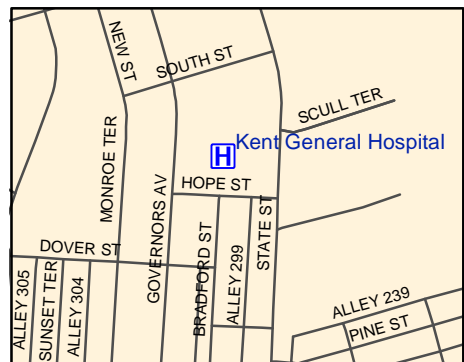 NEW ST
SOUTH ST
SCULL TER
H
Kent General Hospital
MONROE TER
HOPE ST
GOVERNORS AV
BRADFORD ST
ALLEY 299
STATE ST
DOVER ST
ALLEY 305
SUNSET TER
ALLEY 304
ALLEY 239
PINE ST